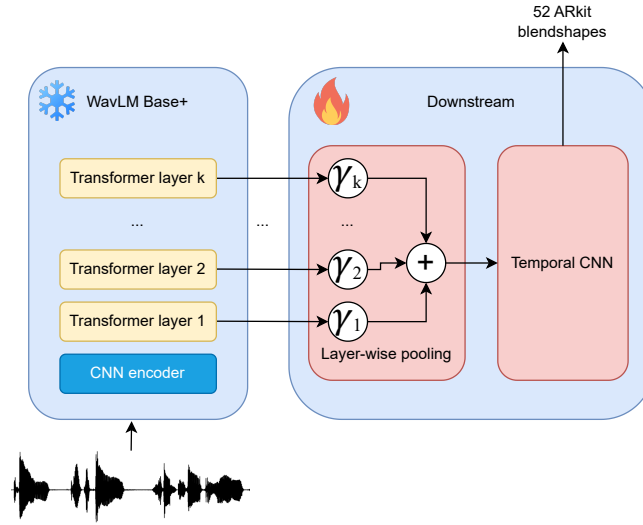 52 ARkit
blendshapes
WavLM Base+
Downstream
Transformer layer k
γk
...
...
...
Transformer layer 2
γ2
+
Temporal CNN
Transformer layer 1
γ1
Layer-wise pooling
CNN encoder